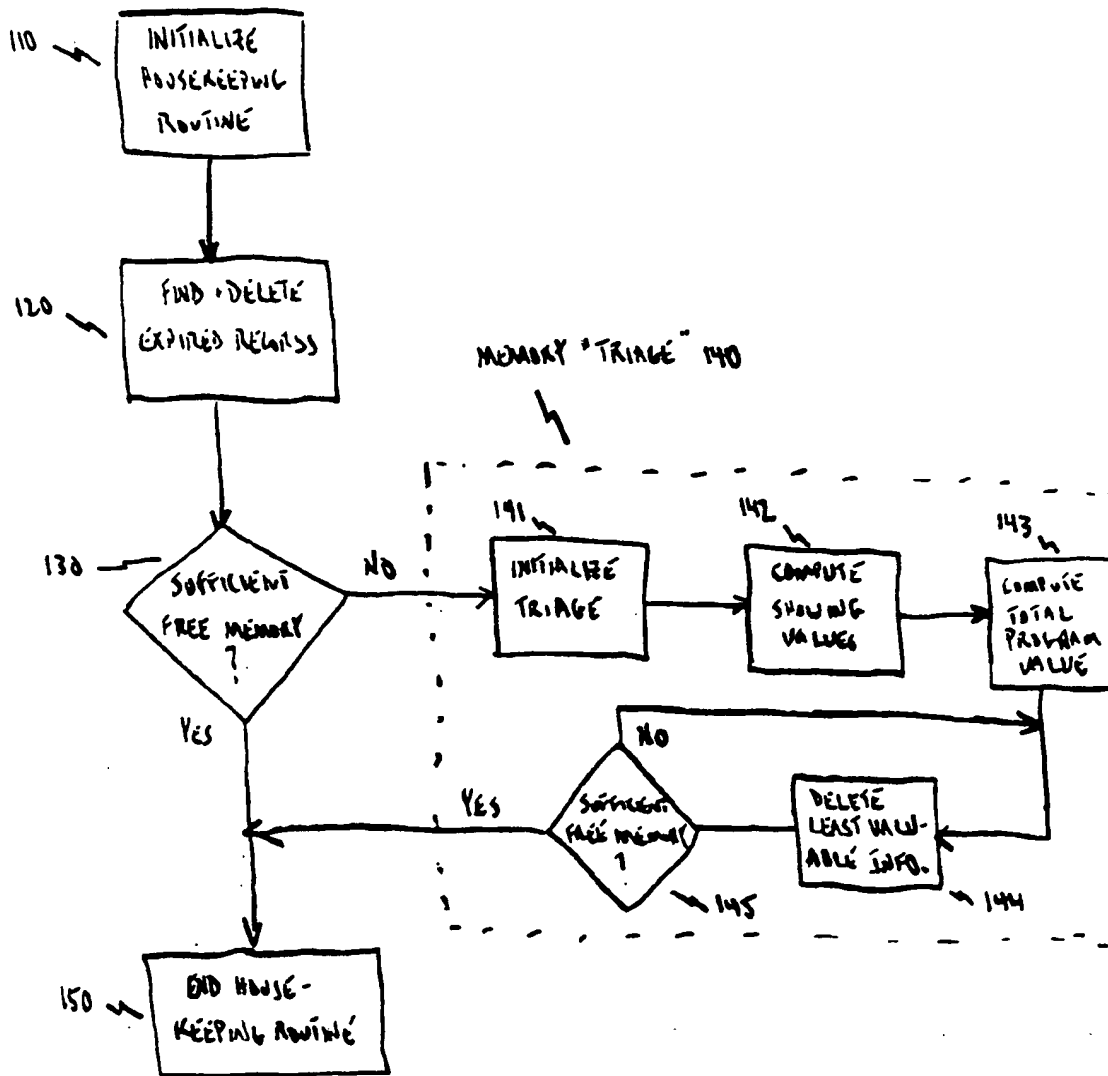 110
INITIALIZE
HOUSEKEEPING
ROUTINE
120
FIND + DELETE
EXPIRED RECORDS
MEMORY "TRIAGE" 140
130
SUFFICIENT
FREE MEMORY
?
NO
YES
141
INITIALIZE
TRIAGE
142
COMPUTE
SHOWING
VALUES
143
COMPUTE
TOTAL
PROGRAM
VALUE
NO
YES
SUFFICIENT
FREE MEMORY
?
145
DELETE
LEAST VALU-
ABLE INFO.
144
150
END HOUSE-
KEEPING ROUTINE